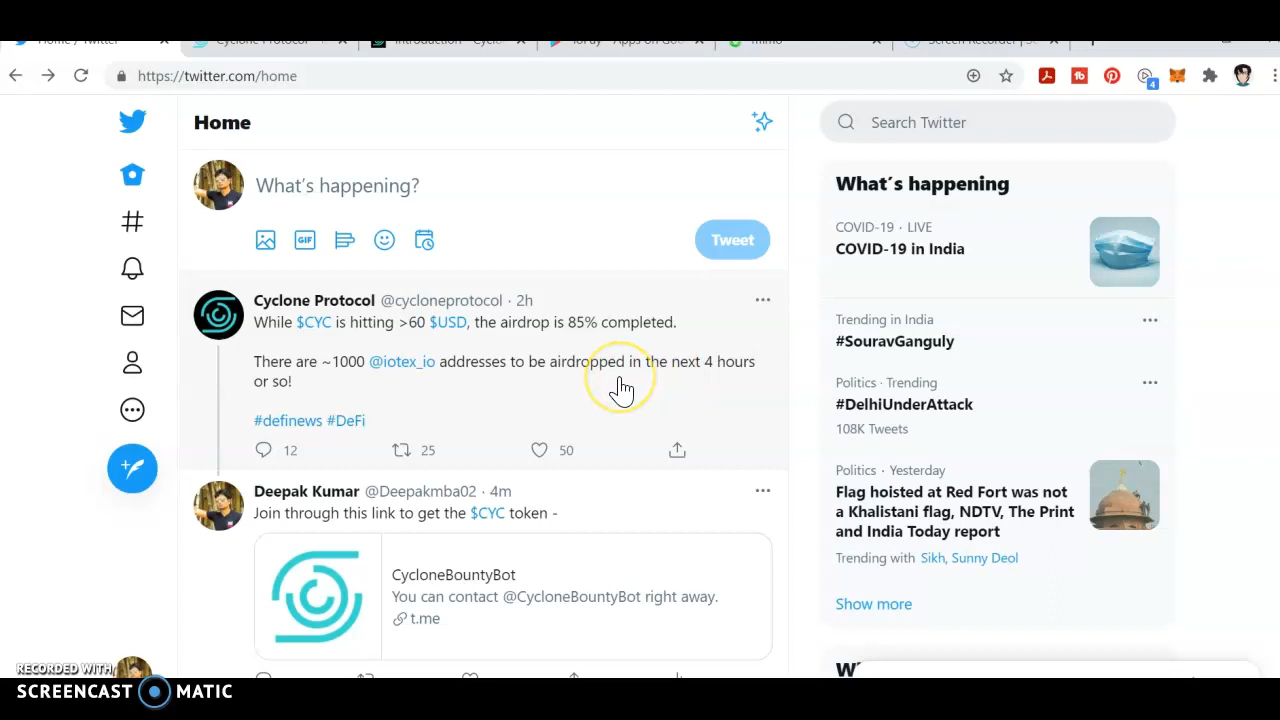 Home / Twitter
Cyclone Protocol
Introduction - Cycl
ioPay - Apps on Goo
mimo
Screen Recorder | S
https://twitter.com/home
4
Home
Search Twitter
What's happening?
GIF
Tweet
Cyclone Protocol @cycloneprotocol · 2h
While $CYC is hitting >60 $USD, the airdrop is 85% completed.
There are ~1000 @iotex_io addresses to be airdropped in the next 4 hours
or so!
#definews #DeFi
12 25 50
Deepak Kumar @Deepakmba02 · 4m
Join through this link to get the $CYC token -
CycloneBountyBot
You can contact @CycloneBountyBot right away.
t.me
What's happening
COVID-19 · LIVE
COVID-19 in India
Trending in India
#SouravGanguly
Politics · Trending
#DelhiUnderAttack
108K Tweets
Politics · Yesterday
Flag hoisted at Red Fort was not
a Khalistani flag, NDTV, The Print
and India Today report
Trending with Sikh, Sunny Deol
Show more
RECORDED WITH
SCREENCAST MATIC